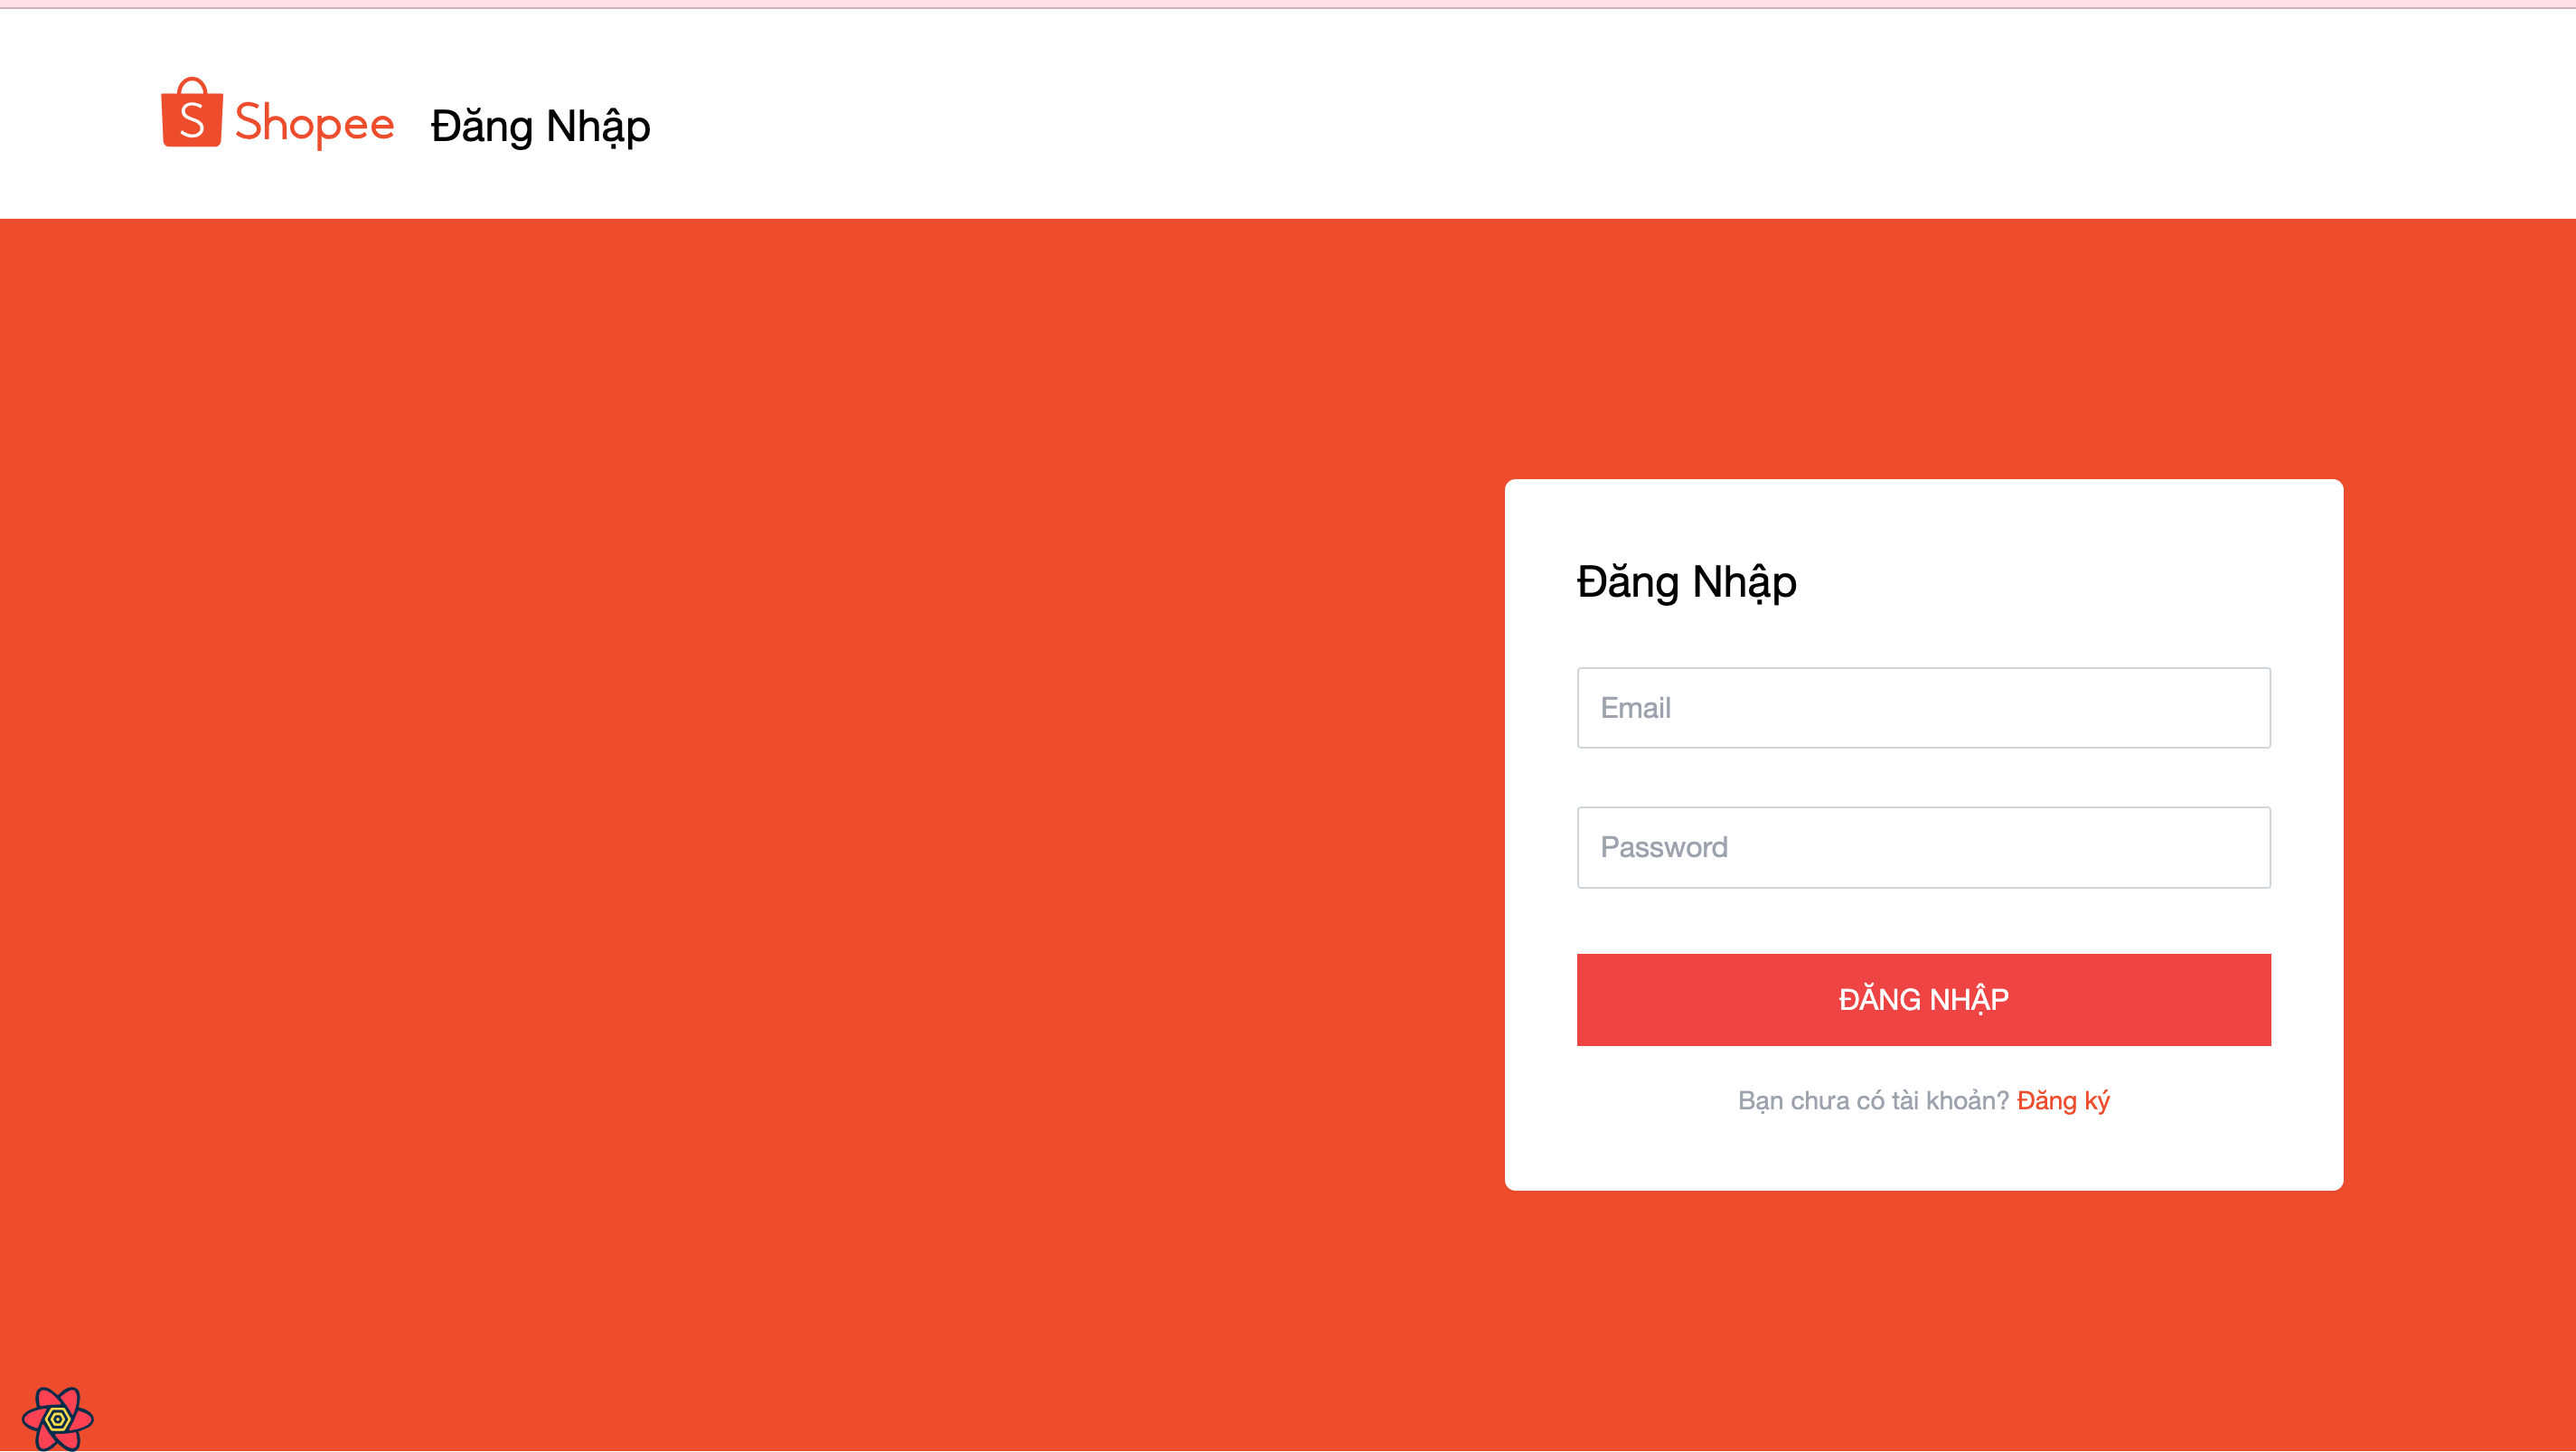 Shopee Đăng Nhập
Đăng Nhập
Email
Password
ĐĂNG NHẬP
Bạn chưa có tài khoản? Đăng ký